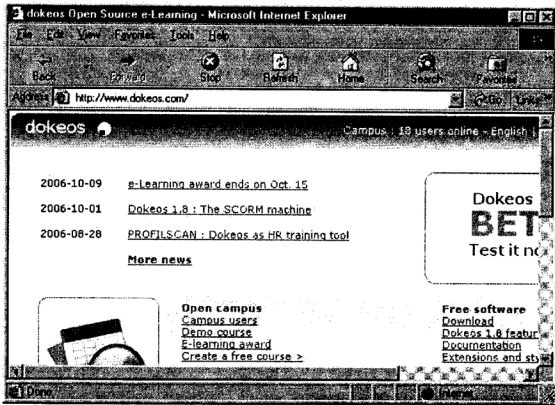 dokeos Open Source e-Learning - Microsoft Internet Explorer
File Edit View Favorites Tools Help
Back Forward Stop Refresh Home Search Favorites
Address http://www.dokeos.com/ Go Links
dokeos Campus : 18 users online - English |
2006-10-09 e-Learning award ends on Oct. 15
2006-10-01 Dokeos 1.8 : The SCORM machine
2006-08-28 PROFILSCAN : Dokeos as HR training tool
More news
Dokeos
BET
Test it no
Open campus
Campus users
Demo course
E-learning award
Create a free course >
Free software
Download
Dokeos 1.8 featur
Documentation
Extensions and sty
Done Internet